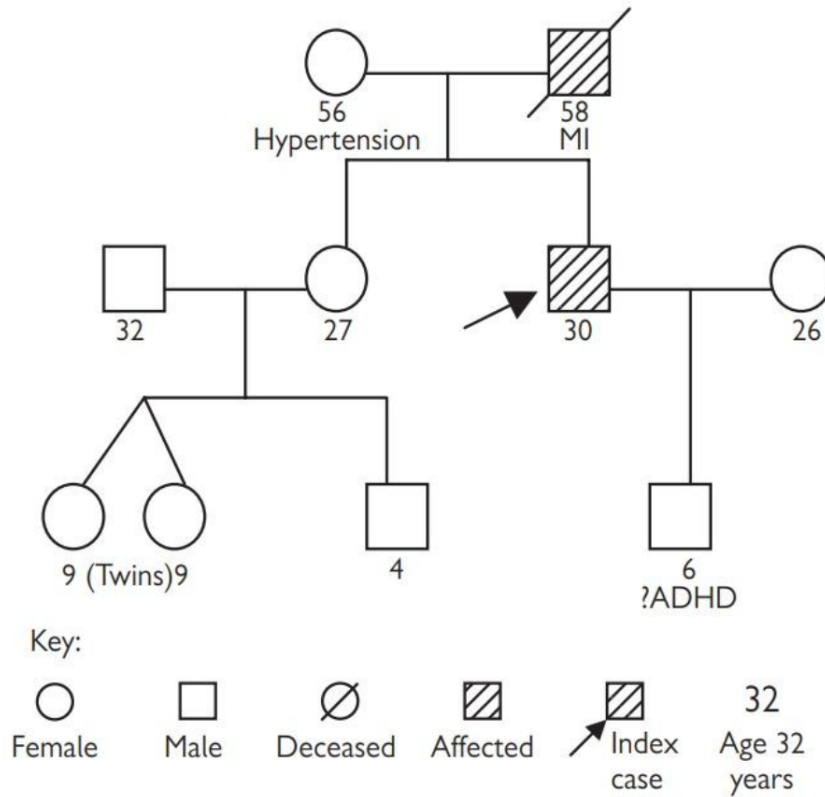 56 58
Hypertension MI
32 27 30 26
9 (Twins)9 4 6
?ADHD
Key:
32
Female Male Deceased Affected Index Age 32
case years